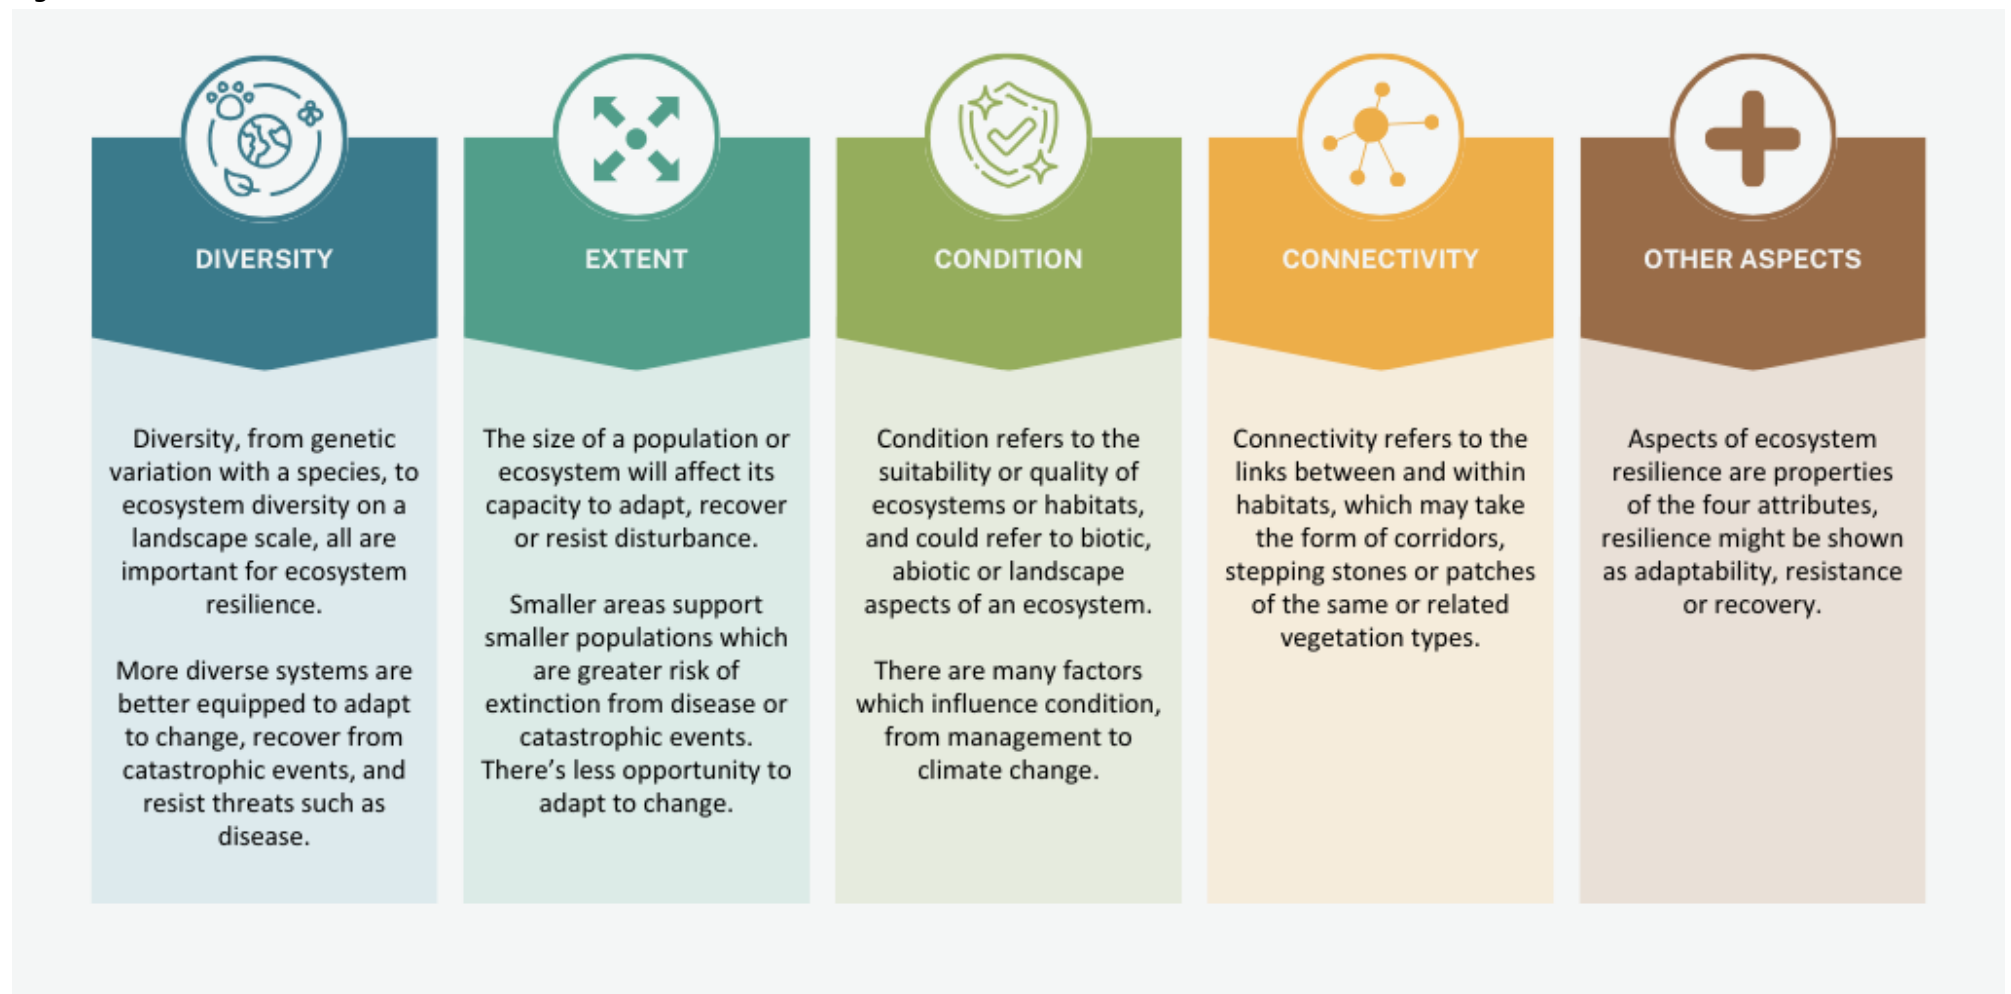 DIVERSITY
Diversity, from genetic
variation with a species, to
ecosystem diversity on a
landscape scale, all are
important for ecosystem
resilience.
More diverse systems are
better equipped to adapt
to change, recover from
catastrophic events, and
resist threats such as
disease.
EXTENT
The size of a population or
ecosystem will affect its
capacity to adapt, recover
or resist disturbance.
Smaller areas support
smaller populations which
are greater risk of
extinction from disease or
catastrophic events.
There’s less opportunity to
adapt to change.
CONDITION
Condition refers to the
suitability or quality of
ecosystems or habitats,
and could refer to biotic,
abiotic or landscape
aspects of an ecosystem.
There are many factors
which influence condition,
from management to
climate change.
CONNECTIVITY
Connectivity refers to the
links between and within
habitats, which may take
the form of corridors,
stepping stones or patches
of the same or related
vegetation types.
OTHER ASPECTS
Aspects of ecosystem
resilience are properties
of the four attributes,
resilience might be shown
as adaptability, resistance
or recovery.